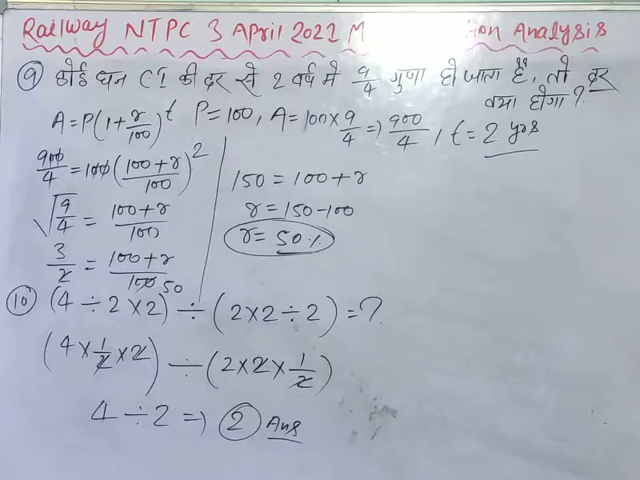 Railway NTPC 3 April 2022 M ion Analysis
9 कोई धन CI की दर से 2 वर्ष में 9/4 गुणा हो जाता है, तो दर
क्या होगा?
A = P(1 + r/100)^t P = 100, A = 100 × 9/4 => 900/4, t = 2 yrs
900/4 = 100(100 + r/100)^2
√9/4 = 100 + r/100
3/2 = 100 + r/100 50
150 = 100 + r
r = 150 - 100
r = 50%
10 (4 ÷ 2 × 2) ÷ (2 × 2 ÷ 2) = ?
(4 × 1/2 × 2) ÷ (2 × 2 × 1/2)
4 ÷ 2 => 2 Ans